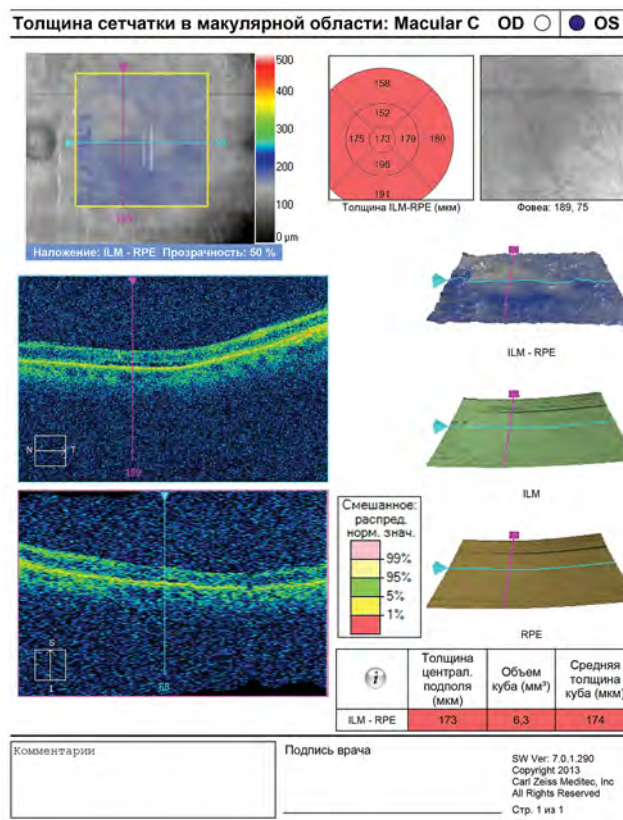 Толщина сетчатки в макулярной области: Macular C OD OS
500
400
300
200
100
0 µm
Наложение: ILM - RPE Прозрачность: 50 %
158
152
175 173 179 180
196
191
Толщина ILM-RPE (мкм)
Фовеа: 189, 75
ILM - RPE
N T
189
ILM
Смешанное:
распред.
норм. знач.
99%
95%
5%
1%
S
I
68
RPE
Толщина централ. подполя (мкм)
Объем куба (мм³)
Средняя толщина куба (мкм)
ILM - RPE 173 6,3 174
Комментарии
Подпись врача
SW Ver: 7.0.1.290
Copyright 2013
Carl Zeiss Meditec, Inc
All Rights Reserved
Стр. 1 из 1